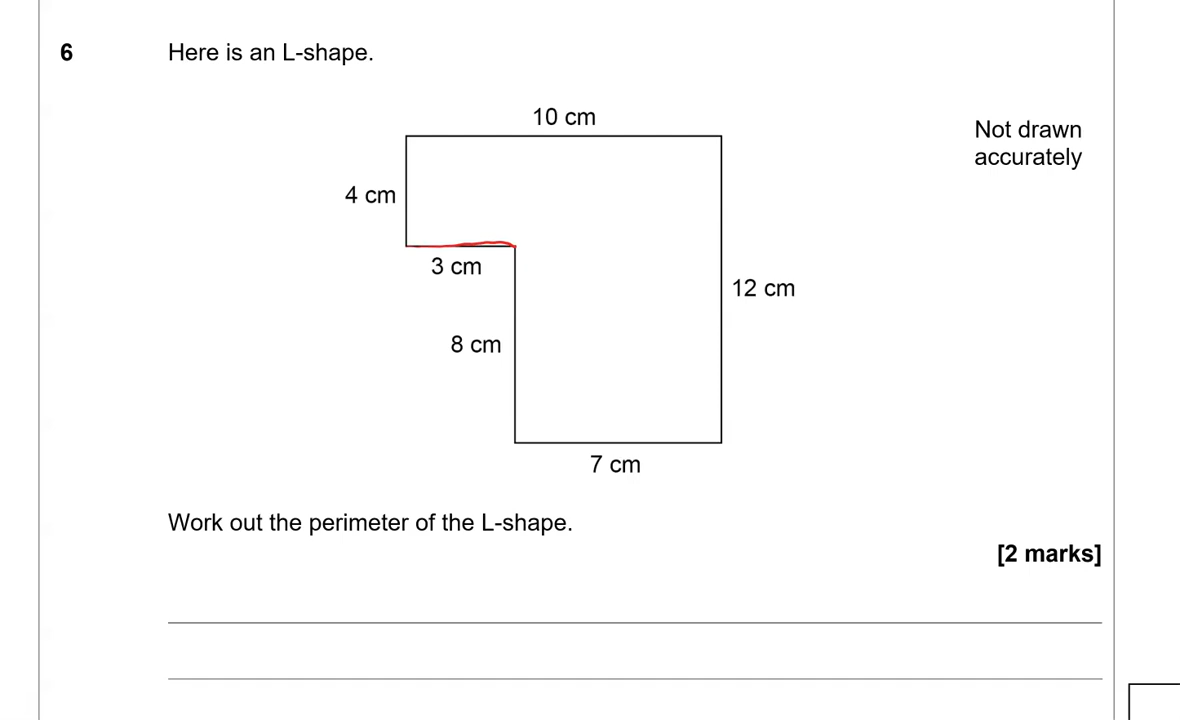 6 Here is an L-shape.
10 cm
Not drawn
accurately
4 cm
3 cm
12 cm
8 cm
7 cm
Work out the perimeter of the L-shape.
[2 marks]